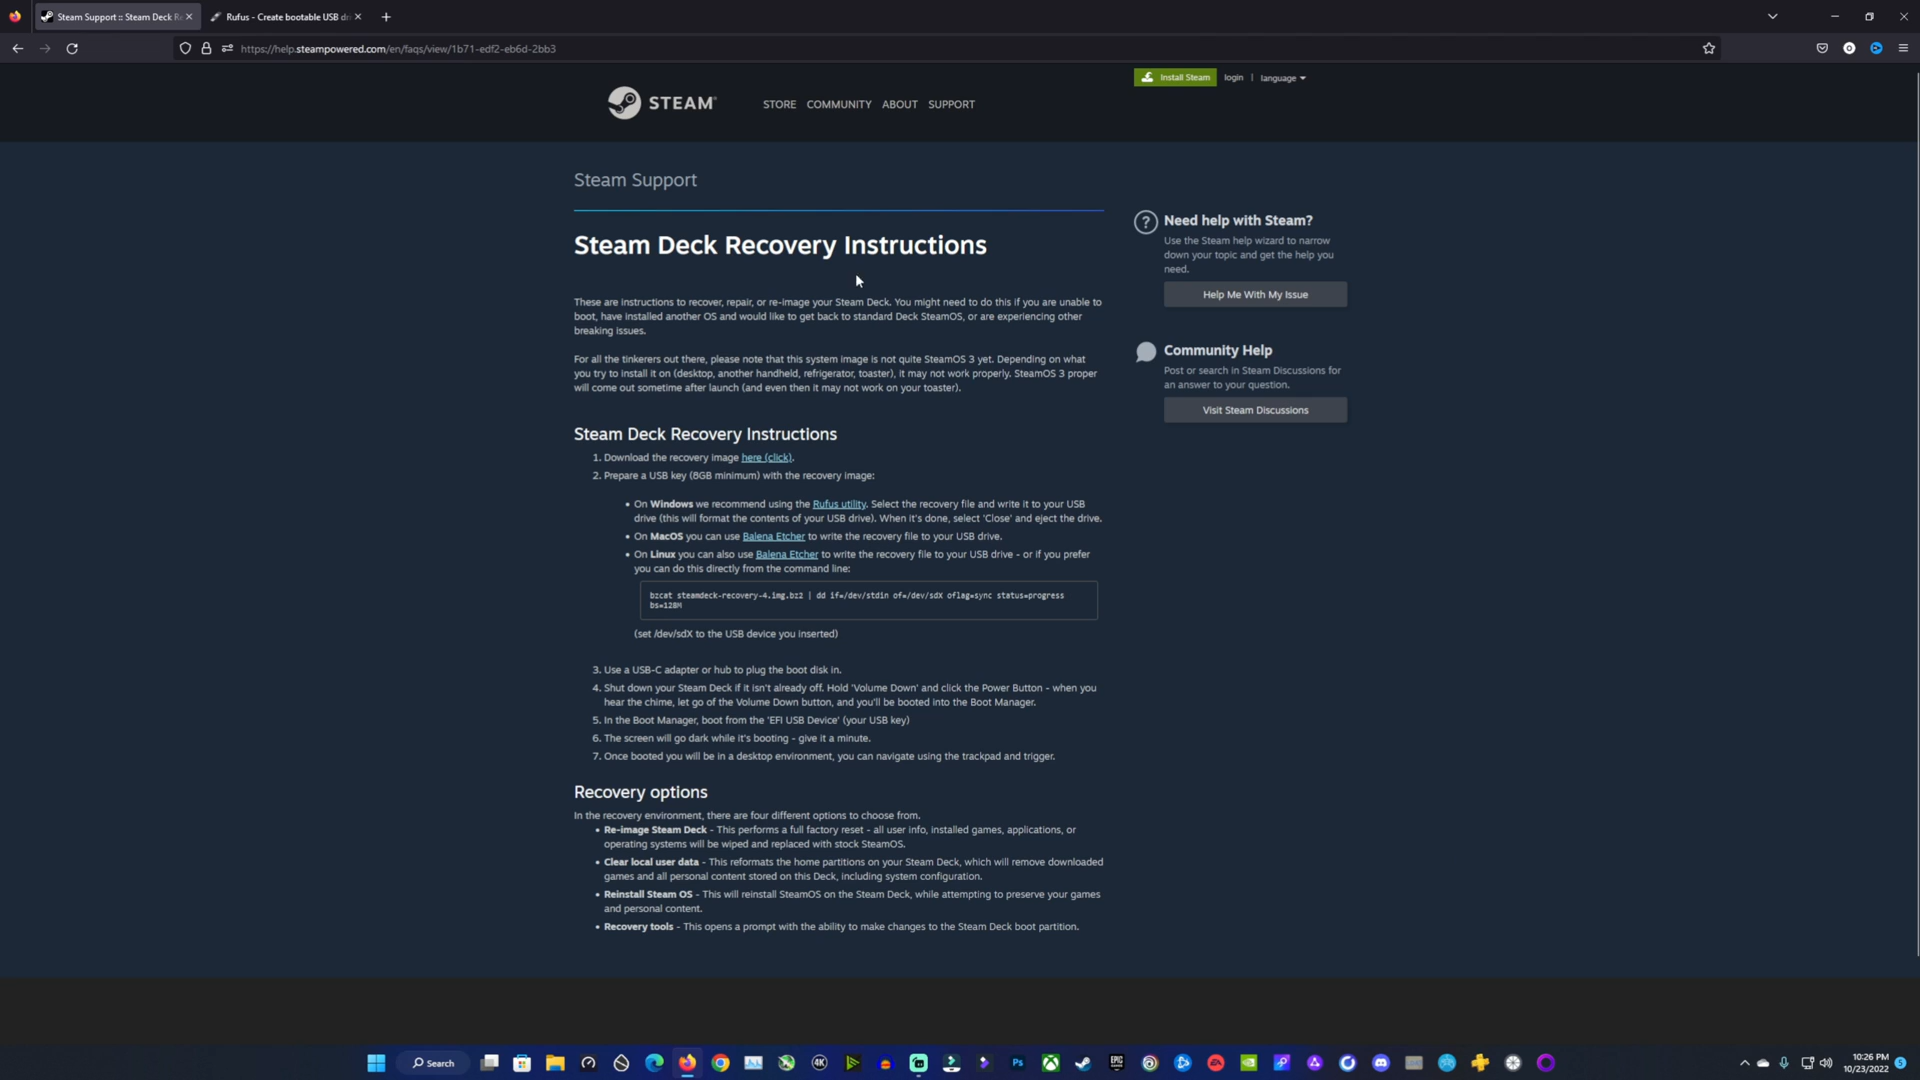 Steam Support :: Steam Deck R
Rufus - Create bootable USB dr
https://help.steampowered.com/en/faqs/view/1b71-edf2-eb6d-2bb3
Install Steam
login | language
STEAM®
STORE COMMUNITY ABOUT SUPPORT
Steam Support
Steam Deck Recovery Instructions
These are instructions to recover, repair, or re-image your Steam Deck. You might need to do this if you are unable to
boot, have installed another OS and would like to get back to standard Deck SteamOS, or are experiencing other
breaking issues.
For all the tinkerers out there, please note that this system image is not quite SteamOS 3 yet. Depending on what
you try to install it on (desktop, another handheld, refrigerator, toaster), it may not work properly. SteamOS 3 proper
will come out sometime after launch (and even then it may not work on your toaster).
Steam Deck Recovery Instructions
1. Download the recovery image here (click).
2. Prepare a USB key (8GB minimum) with the recovery image:
• On Windows we recommend using the Rufus utility. Select the recovery file and write it to your USB
drive (this will format the contents of your USB drive). When it's done, select 'Close' and eject the drive.
• On MacOS you can use Balena Etcher to write the recovery file to your USB drive.
• On Linux you can also use Balena Etcher to write the recovery file to your USB drive - or if you prefer
you can do this directly from the command line:
bzcat steamdeck-recovery-4.img.bz2 | dd if=/dev/stdin of=/dev/sdX oflag=sync status=progress
bs=128M
(set /dev/sdX to the USB device you inserted)
3. Use a USB-C adapter or hub to plug the boot disk in.
4. Shut down your Steam Deck if it isn't already off. Hold 'Volume Down' and click the Power Button - when you
hear the chime, let go of the Volume Down button, and you'll be booted into the Boot Manager.
5. In the Boot Manager, boot from the 'EFI USB Device' (your USB key)
6. The screen will go dark while it's booting - give it a minute.
7. Once booted you will be in a desktop environment, you can navigate using the trackpad and trigger.
Recovery options
In the recovery environment, there are four different options to choose from.
• Re-image Steam Deck - This performs a full factory reset - all user info, installed games, applications, or
operating systems will be wiped and replaced with stock SteamOS.
• Clear local user data - This reformats the home partitions on your Steam Deck, which will remove downloaded
games and all personal content stored on this Deck, including system configuration.
• Reinstall Steam OS - This will reinstall SteamOS on the Steam Deck, while attempting to preserve your games
and personal content.
• Recovery tools - This opens a prompt with the ability to make changes to the Steam Deck boot partition.
? Need help with Steam?
Use the Steam help wizard to narrow
down your topic and get the help you
need.
Help Me With My Issue
Community Help
Post or search in Steam Discussions for
an answer to your question.
Visit Steam Discussions
Search
4K
Ps
EPIC
EA
10:26 PM
10/23/2022
5